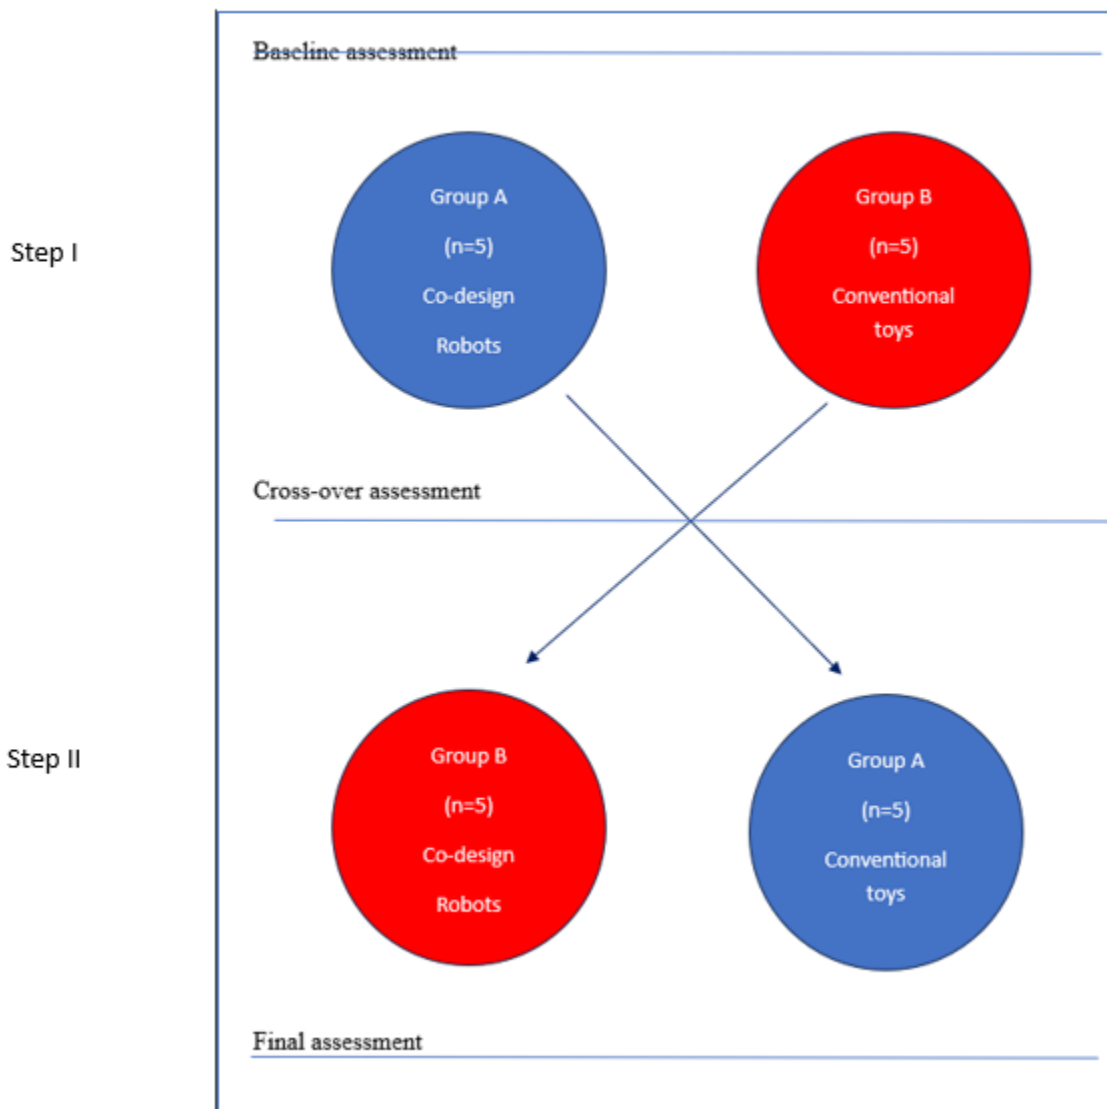 Baseline assessment
Step I
Group A
(n=5)
Co-design
Robots
Group B
(n=5)
Conventional
toys
Cross-over assessment
Step II
Group B
(n=5)
Co-design
Robots
Group A
(n=5)
Conventional
toys
Final assessment